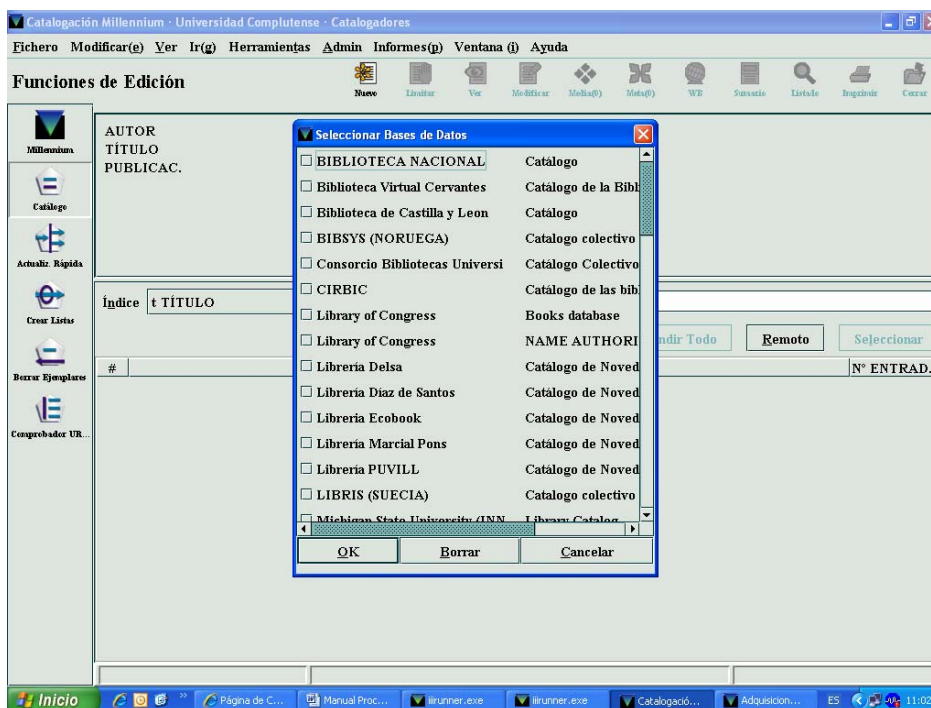 Catalogación Millennium · Universidad Complutense · Catalogadores
Fichero Modificar(e) Ver Ir(g) Herramientas Admin Informes(p) Ventana (i) Ayuda
Funciones de Edición
Nuevo Limitar Ver Modificar Media(0) Meta(0) WB Sumario Listado Imprimir Cerrar
Millennium
Catálogo
Actualiz. Rápida
Crear Listas
Borrar Ejemplares
Comprobador UR...
AUTOR
TÍTULO
PUBLICAC.
Índice t TÍTULO
ndir Todo Remoto Seleccionar
# Nº ENTRAD.
Seleccionar Bases de Datos
BIBLIOTECA NACIONAL Catálogo
Biblioteca Virtual Cervantes Catálogo de la Bibl
Biblioteca de Castilla y Leon Catálogo
BIBSYS (NORUEGA) Catalogo colectivo
Consorcio Bibliotecas Universi Catálogo Colectivo
CIRBIC Catálogo de las bibl
Library of Congress Books database
Library of Congress NAME AUTHORI
Librería Delsa Catálogo de Noved
Librería Díaz de Santos Catálogo de Noved
Librería Ecobook Catalogo de Noved
Librería Marcial Pons Catálogo de Noved
Librería PUVILL Catálogo de Noved
LIBRIS (SUECIA) Catalogo colectivo
Michigan State University (INN Library Catalog
OK Borrar Cancelar
Inicio Página de C... Manual Proc... iiirunner.exe iiirunner.exe Catalogació... Adquisicion... ES 11:02